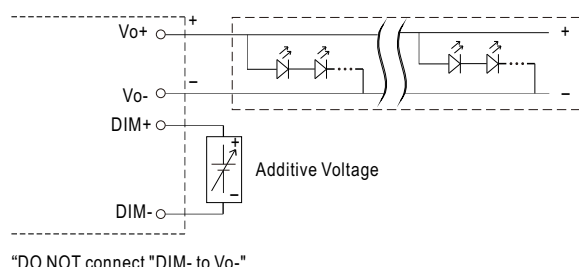 Vo+
+
+
−
Vo-
−
DIM+
+
Additive Voltage
−
DIM-
"DO NOT connect "DIM- to Vo-"